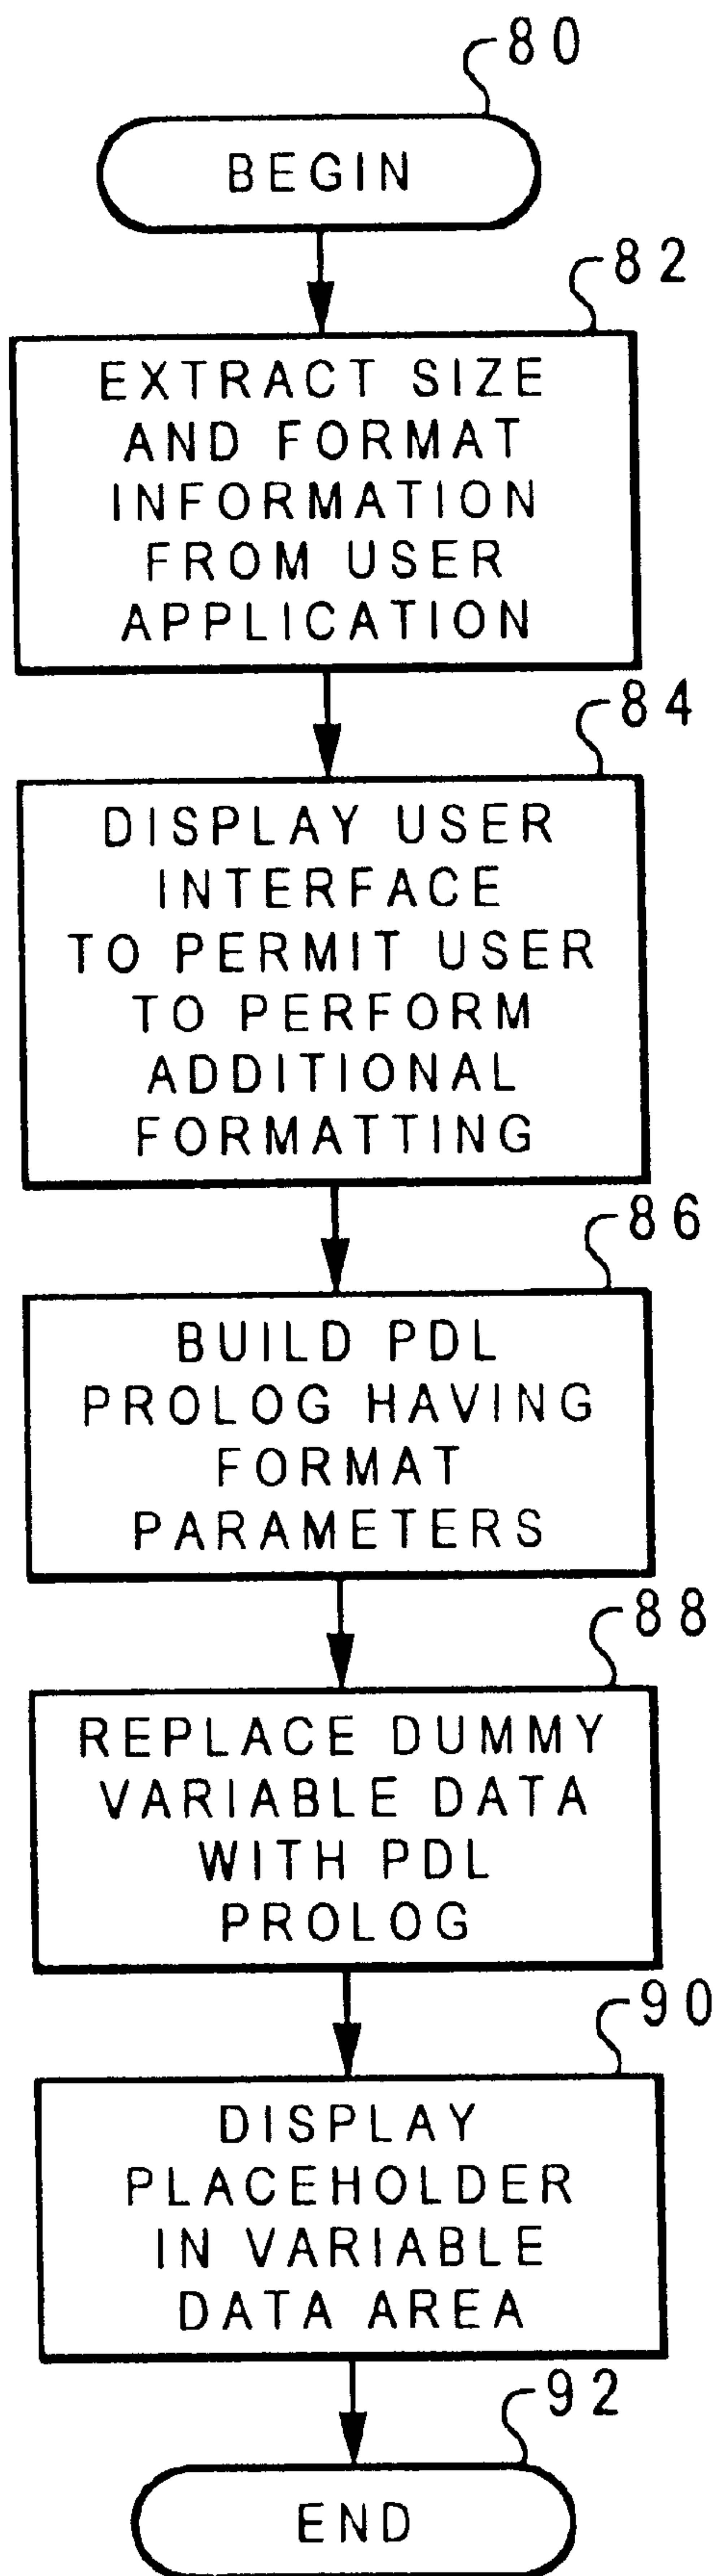 80
BEGIN
82
EXTRACT SIZE
AND FORMAT
INFORMATION
FROM USER
APPLICATION
84
DISPLAY USER
INTERFACE
TO PERMIT USER
TO PERFORM
ADDITIONAL
FORMATTING
86
BUILD PDL
PROLOG HAVING
FORMAT
PARAMETERS
88
REPLACE DUMMY
VARIABLE DATA
WITH PDL
PROLOG
90
DISPLAY
PLACEHOLDER
IN VARIABLE
DATA AREA
92
END